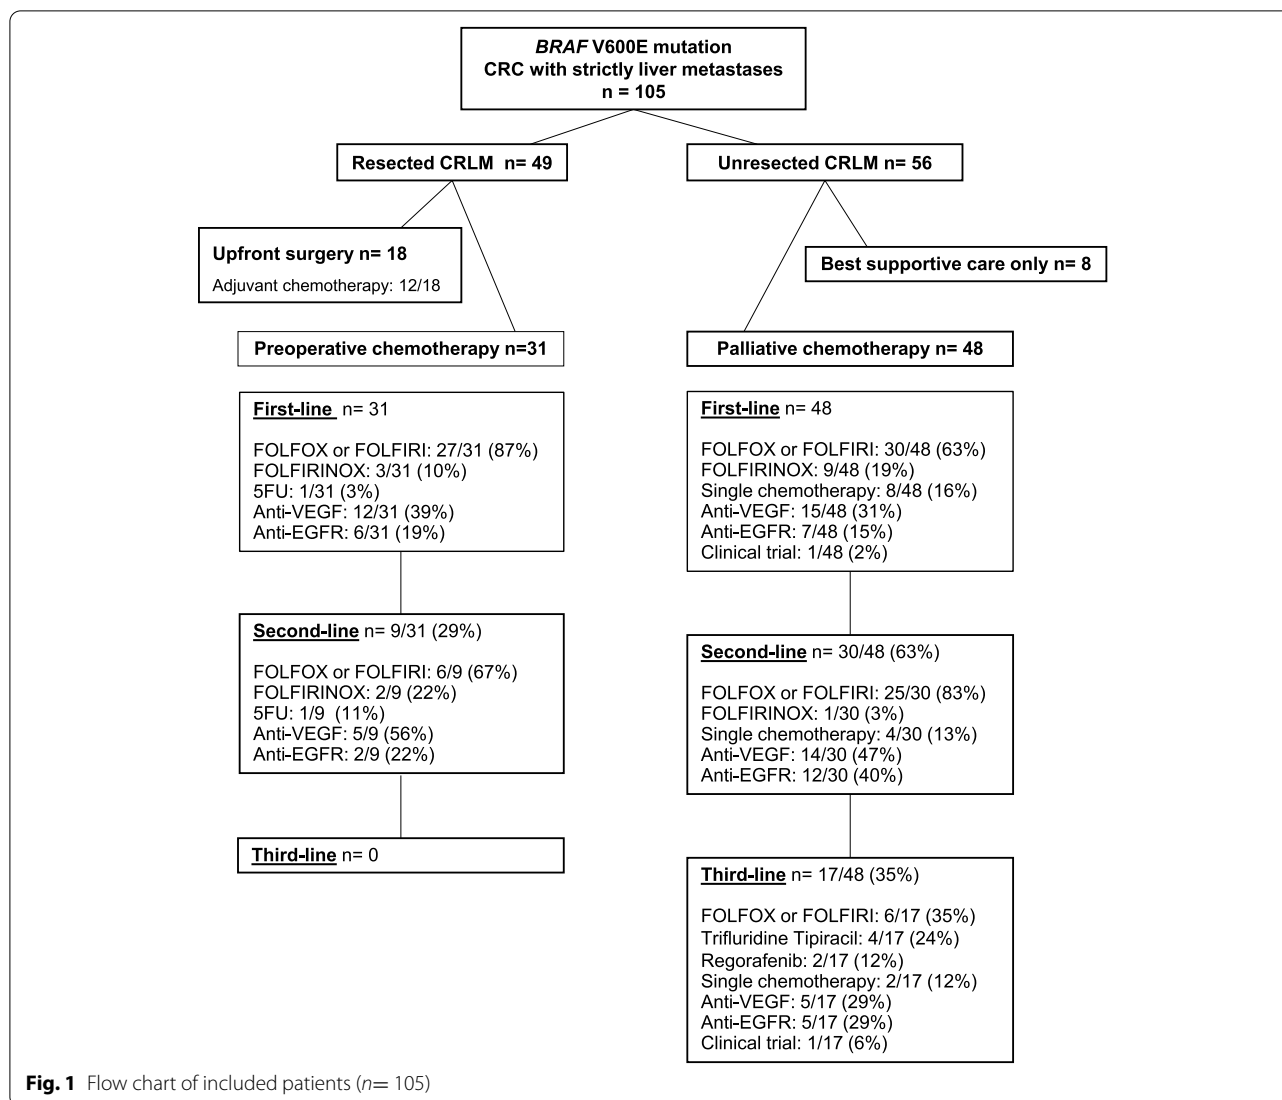 BRAF V600E mutation
CRC with strictly liver metastases
n = 105
Resected CRLM n= 49
Unresected CRLM n= 56
Upfront surgery n= 18
Adjuvant chemotherapy: 12/18
Best supportive care only n= 8
Preoperative chemotherapy n=31
Palliative chemotherapy n= 48
First-line n= 31
FOLFOX or FOLFIRI: 27/31 (87%)
FOLFIRINOX: 3/31 (10%)
5FU: 1/31 (3%)
Anti-VEGF: 12/31 (39%)
Anti-EGFR: 6/31 (19%)
First-line n= 48
FOLFOX or FOLFIRI: 30/48 (63%)
FOLFIRINOX: 9/48 (19%)
Single chemotherapy: 8/48 (16%)
Anti-VEGF: 15/48 (31%)
Anti-EGFR: 7/48 (15%)
Clinical trial: 1/48 (2%)
Second-line n= 9/31 (29%)
FOLFOX or FOLFIRI: 6/9 (67%)
FOLFIRINOX: 2/9 (22%)
5FU: 1/9 (11%)
Anti-VEGF: 5/9 (56%)
Anti-EGFR: 2/9 (22%)
Second-line n= 30/48 (63%)
FOLFOX or FOLFIRI: 25/30 (83%)
FOLFIRINOX: 1/30 (3%)
Single chemotherapy: 4/30 (13%)
Anti-VEGF: 14/30 (47%)
Anti-EGFR: 12/30 (40%)
Third-line n= 0
Third-line n= 17/48 (35%)
FOLFOX or FOLFIRI: 6/17 (35%)
Trifluridine Tipiracil: 4/17 (24%)
Regorafenib: 2/17 (12%)
Single chemotherapy: 2/17 (12%)
Anti-VEGF: 5/17 (29%)
Anti-EGFR: 5/17 (29%)
Clinical trial: 1/17 (6%)
Fig. 1 Flow chart of included patients (n= 105)